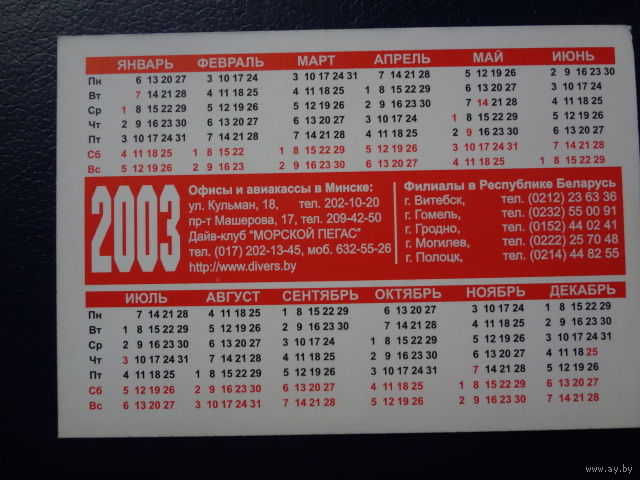 ЯНВАРЬ ФЕВРАЛЬ МАРТ АПРЕЛЬ МАЙ ИЮНЬ
Пн 6 13 20 27 3 10 17 24 3 10 17 24 31 7 14 21 28 5 12 19 26 2 9 16 23 30
Вт 7 14 21 28 4 11 18 25 4 11 18 25 1 8 15 22 29 6 13 20 27 3 10 17 24
Ср 1 8 15 22 29 5 12 19 26 5 12 19 26 2 9 16 23 30 7 14 21 28 4 11 18 25
Чт 2 9 16 23 30 6 13 20 27 6 13 20 27 3 10 17 24 1 8 15 22 29 5 12 19 26
Пт 3 10 17 24 31 7 14 21 28 7 14 21 28 4 11 18 25 2 9 16 23 30 6 13 20 27
Сб 4 11 18 25 1 8 15 22 1 8 15 22 29 5 12 19 26 3 10 17 24 31 7 14 21 28
Вс 5 12 19 26 2 9 16 23 2 9 16 23 30 6 13 20 27 4 11 18 25 1 8 15 22 29
2003
Офисы и авиакассы в Минске:
ул. Кульман, 18, тел. 202-10-20
пр-т Машерова, 17, тел. 209-42-50
Дайв-клуб "МОРСКОЙ ПЕГАС"
тел. (017) 202-13-45, моб. 632-55-26
http://www.divers.by
Филиалы в Республике Беларусь
г. Витебск, тел. (0212) 23 63 36
г. Гомель, тел. (0232) 55 00 91
г. Гродно, тел. (0152) 44 02 41
г. Могилев, тел. (0222) 25 70 48
г. Полоцк, тел. (0214) 44 82 55
ИЮЛЬ АВГУСТ СЕНТЯБРЬ ОКТЯБРЬ НОЯБРЬ ДЕКАБРЬ
Пн 7 14 21 28 4 11 18 25 1 8 15 22 29 6 13 20 27 3 10 17 24 1 8 15 22 29
Вт 1 8 15 22 29 5 12 19 26 2 9 16 23 30 7 14 21 28 4 11 18 25 2 9 16 23 30
Ср 2 9 16 23 30 6 13 20 27 3 10 17 24 1 8 15 22 29 5 12 19 26 3 10 17 24 31
Чт 3 10 17 24 31 7 14 21 28 4 11 18 25 2 9 16 23 30 6 13 20 27 4 11 18 25
Пт 4 11 18 25 1 8 15 22 29 5 12 19 26 3 10 17 24 31 7 14 21 28 5 12 19 26
Сб 5 12 19 26 2 9 16 23 30 6 13 20 27 4 11 18 25 1 8 15 22 29 6 13 20 27
Вс 6 13 20 27 3 10 17 24 31 7 14 21 28 5 12 19 26 2 9 16 23 30 7 14 21 28
www.ay.by